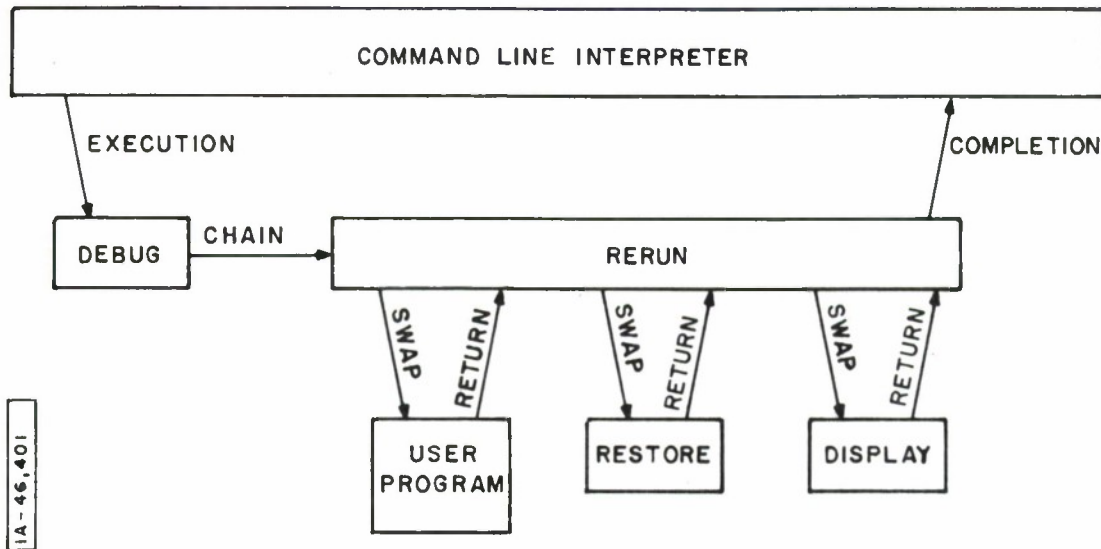 COMMAND LINE INTERPRETER
EXECUTION
COMPLETION
DEBUG
CHAIN
RERUN
SWAP
RETURN
SWAP
RETURN
SWAP
RETURN
USER
PROGRAM
RESTORE
DISPLAY
IA-46,401